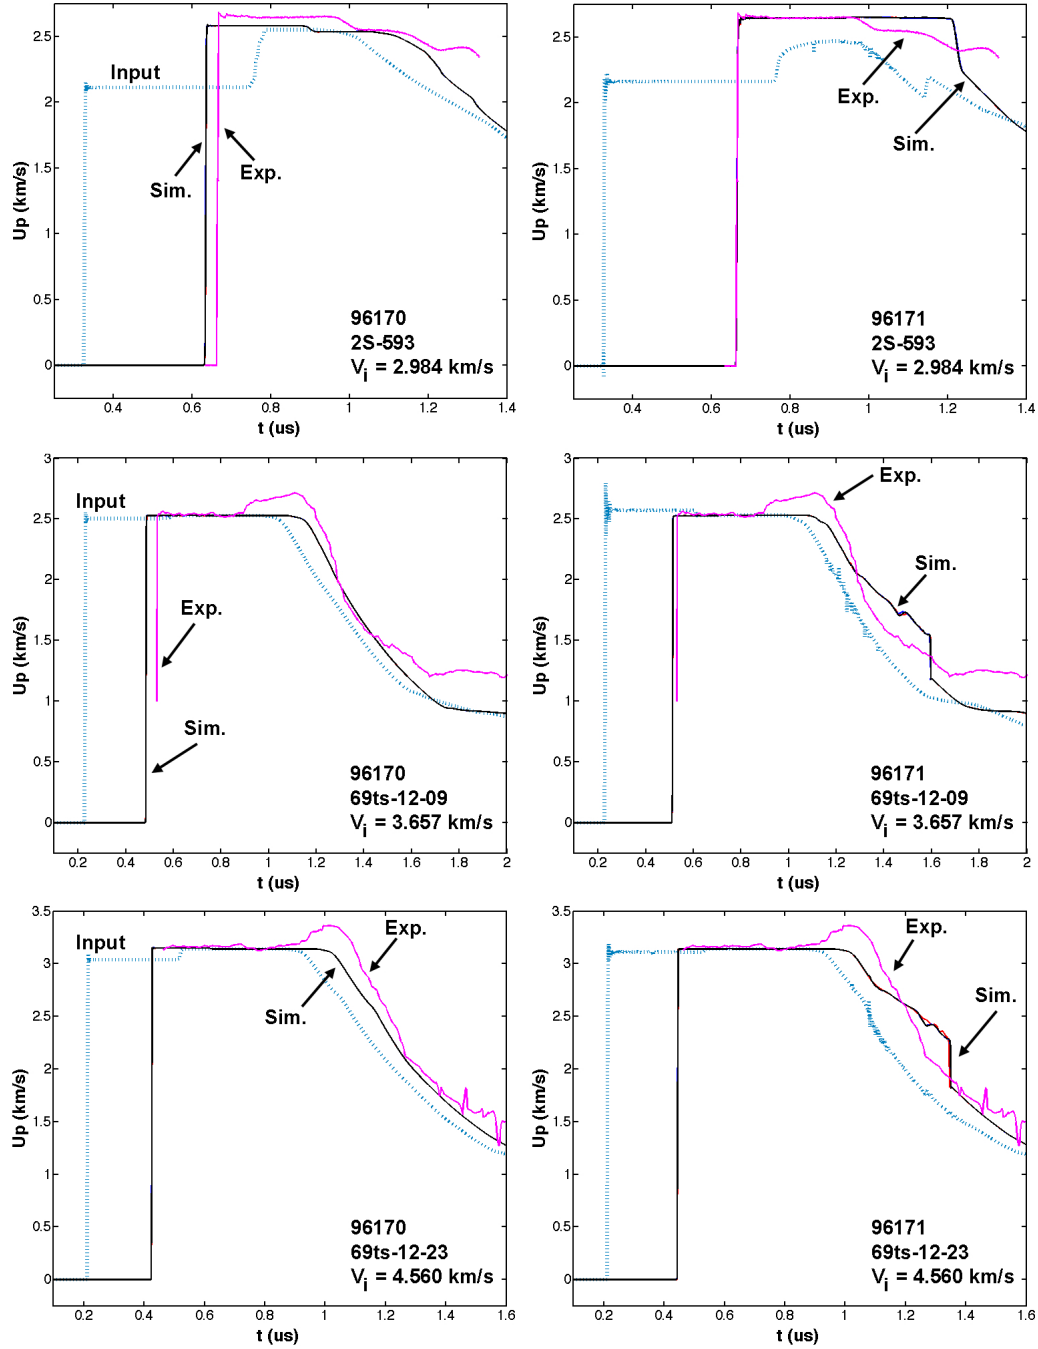 Input
Sim.
Exp.
96170
2S-593
Vi = 2.984 km/s
Up (km/s)
0
0.5
1
1.5
2
2.5
0.4
0.6
0.8
1
1.2
1.4
t (us)
Exp.
Sim.
96171
2S-593
Vi = 2.984 km/s
Up (km/s)
0
0.5
1
1.5
2
2.5
0.4
0.6
0.8
1
1.2
1.4
t (us)
Input
Exp.
Sim.
96170
69ts-12-09
Vi = 3.657 km/s
Up (km/s)
0
0.5
1
1.5
2
2.5
3
0.2
0.4
0.6
0.8
1
1.2
1.4
1.6
1.8
2
t (us)
Exp.
Sim.
96171
69ts-12-09
Vi = 3.657 km/s
Up (km/s)
0
0.5
1
1.5
2
2.5
3
0.2
0.4
0.6
0.8
1
1.2
1.4
1.6
1.8
2
t (us)
Input
Exp.
Sim.
96170
69ts-12-23
Vi = 4.560 km/s
Up (km/s)
0
0.5
1
1.5
2
2.5
3
3.5
0.2
0.4
0.6
0.8
1
1.2
1.4
1.6
t (us)
Exp.
Sim.
96171
69ts-12-23
Vi = 4.560 km/s
Up (km/s)
0
0.5
1
1.5
2
2.5
3
3.5
0.2
0.4
0.6
0.8
1
1.2
1.4
1.6
t (us)